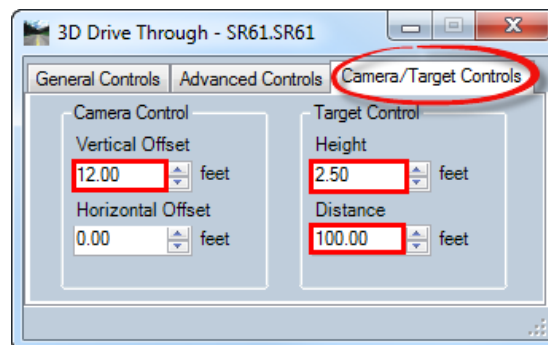 3D Drive Through - SR61.SR61
General Controls
Advanced Controls
Camera/Target Controls
Camera Control
Vertical Offset
12.00 feet
Horizontal Offset
0.00 feet
Target Control
Height
2.50 feet
Distance
100.00 feet